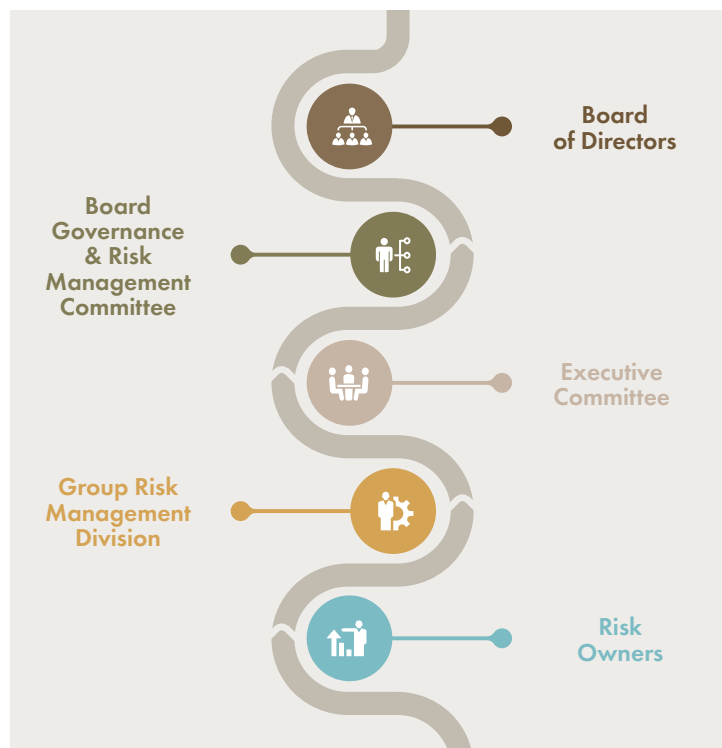 Board
of Directors
Board
Governance
& Risk
Management
Committee
Executive
Committee
Group Risk
Management
Division
Risk
Owners